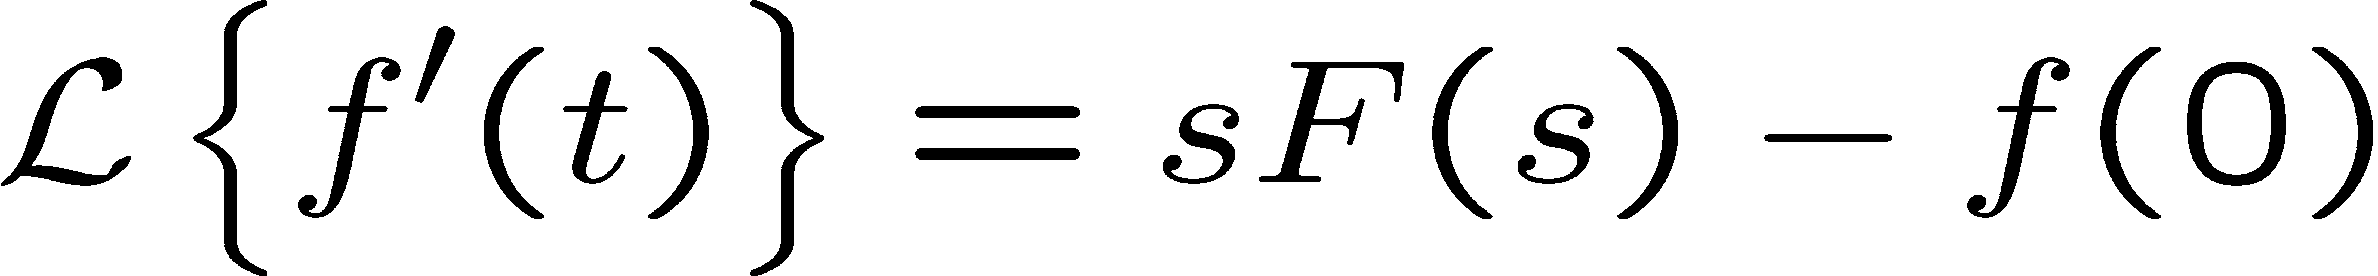 ℒ{f′(t)} = sF(s) − f(0)